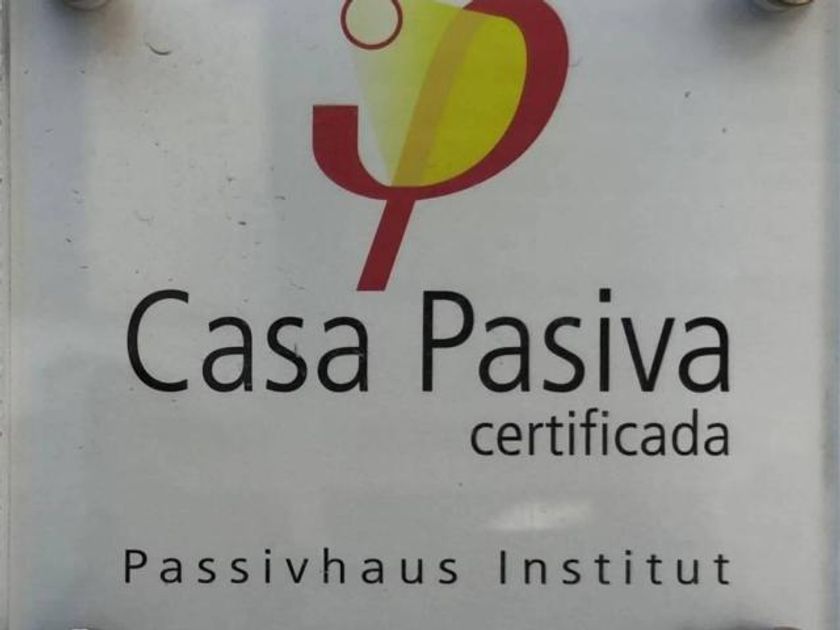 Casa Pasiva
certificada
Passivhaus Institut